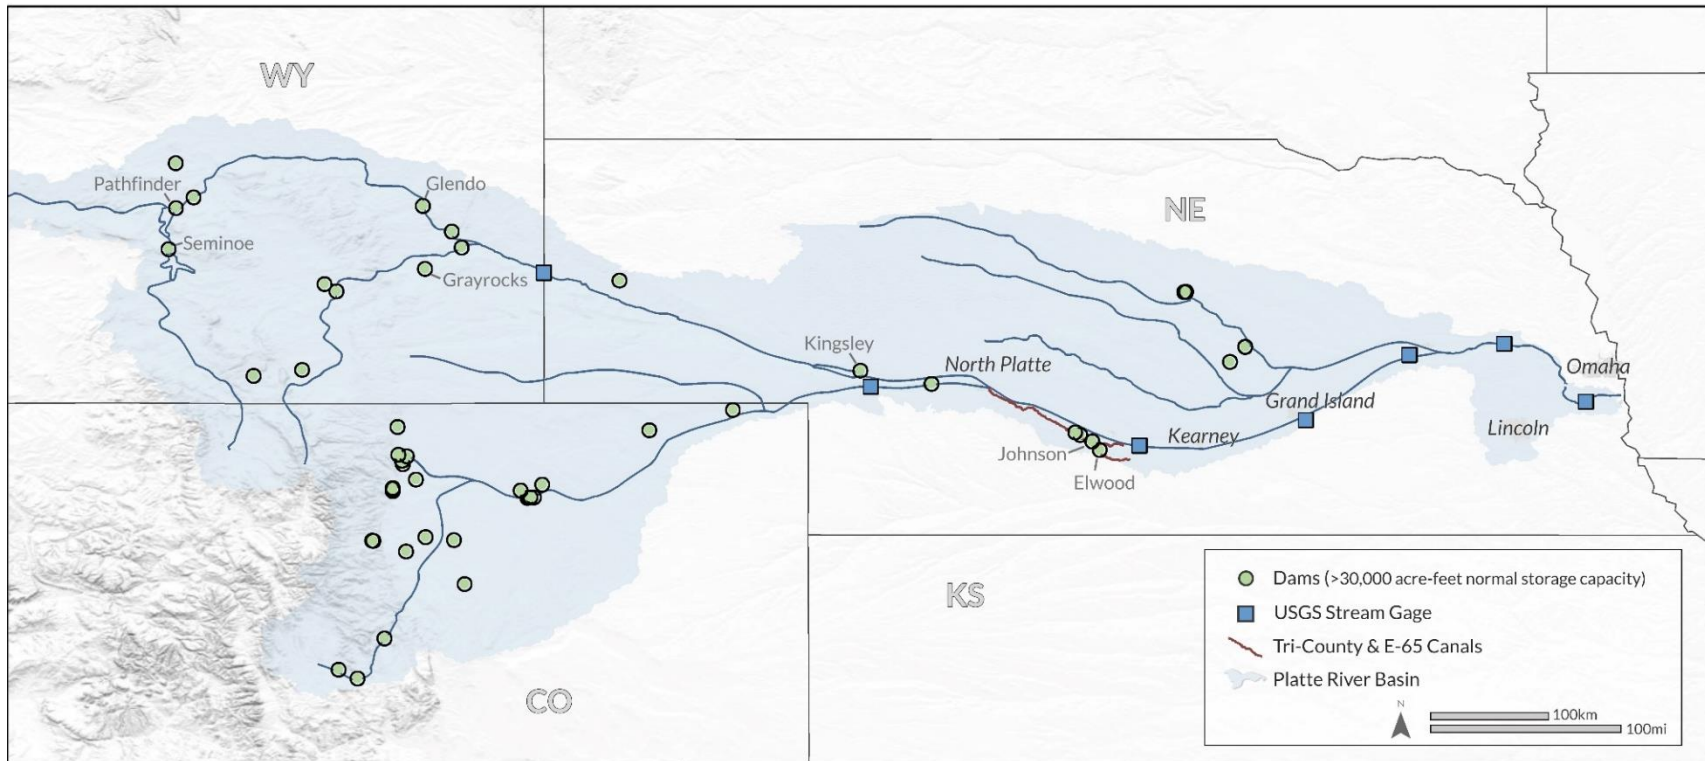 WY
Pathfinder
Glendo
NE
Seminoe
Grayrocks
Kingsley
North Platte
Omaha
Grand Island
Kearney
Lincoln
Johnson
Elwood
KS
CO
Dams (>30,000 acre-feet normal storage capacity)
USGS Stream Gage
Tri-County & E-65 Canals
Platte River Basin
N
100km
100mi